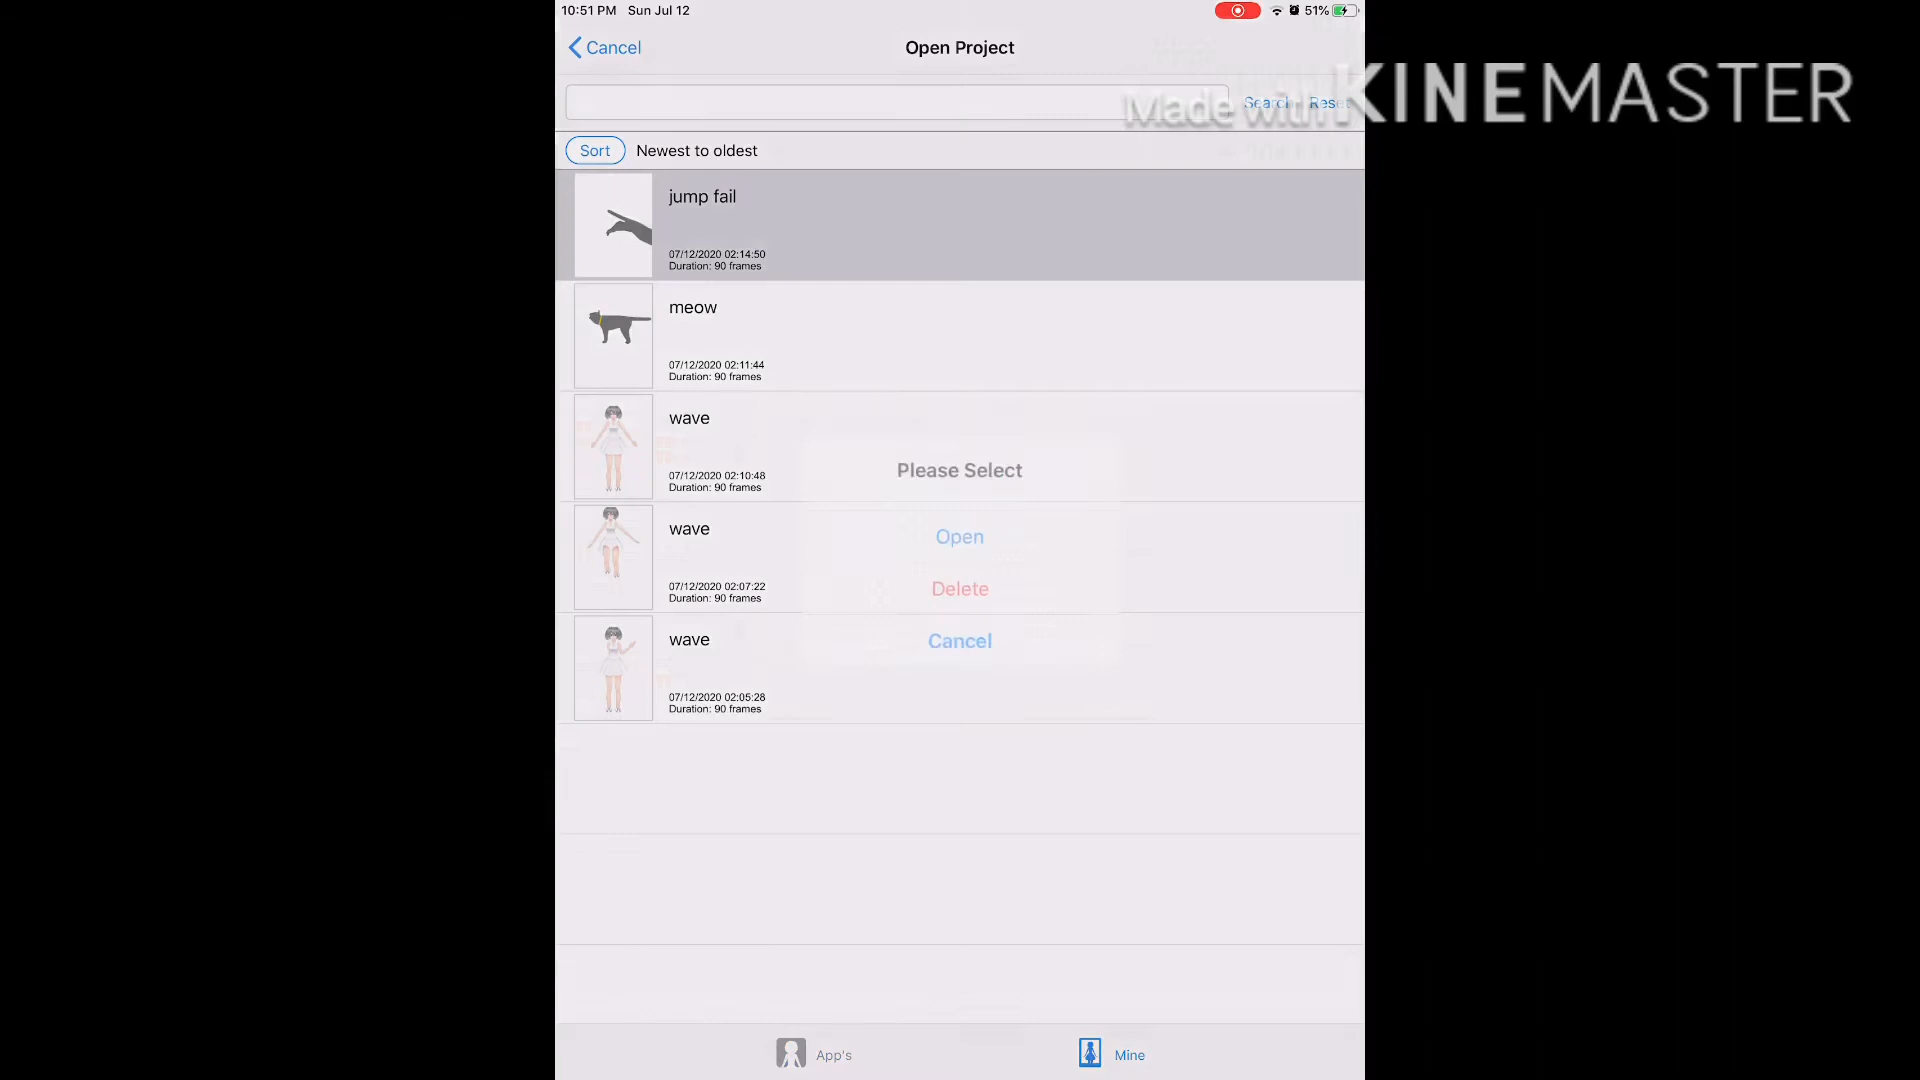 10:51 PM Sun Jul 12
51%
Cancel
Open Project
Made with KINEMASTER
Search Reset
Sort Newest to oldest
jump fail
07/12/2020 02:14:50
Duration: 90 frames
meow
07/12/2020 02:11:44
Duration: 90 frames
wave
07/12/2020 02:10:48
Duration: 90 frames
wave
07/12/2020 02:07:22
Duration: 90 frames
wave
07/12/2020 02:05:28
Duration: 90 frames
Please Select
Open
Delete
Cancel
App's
Mine